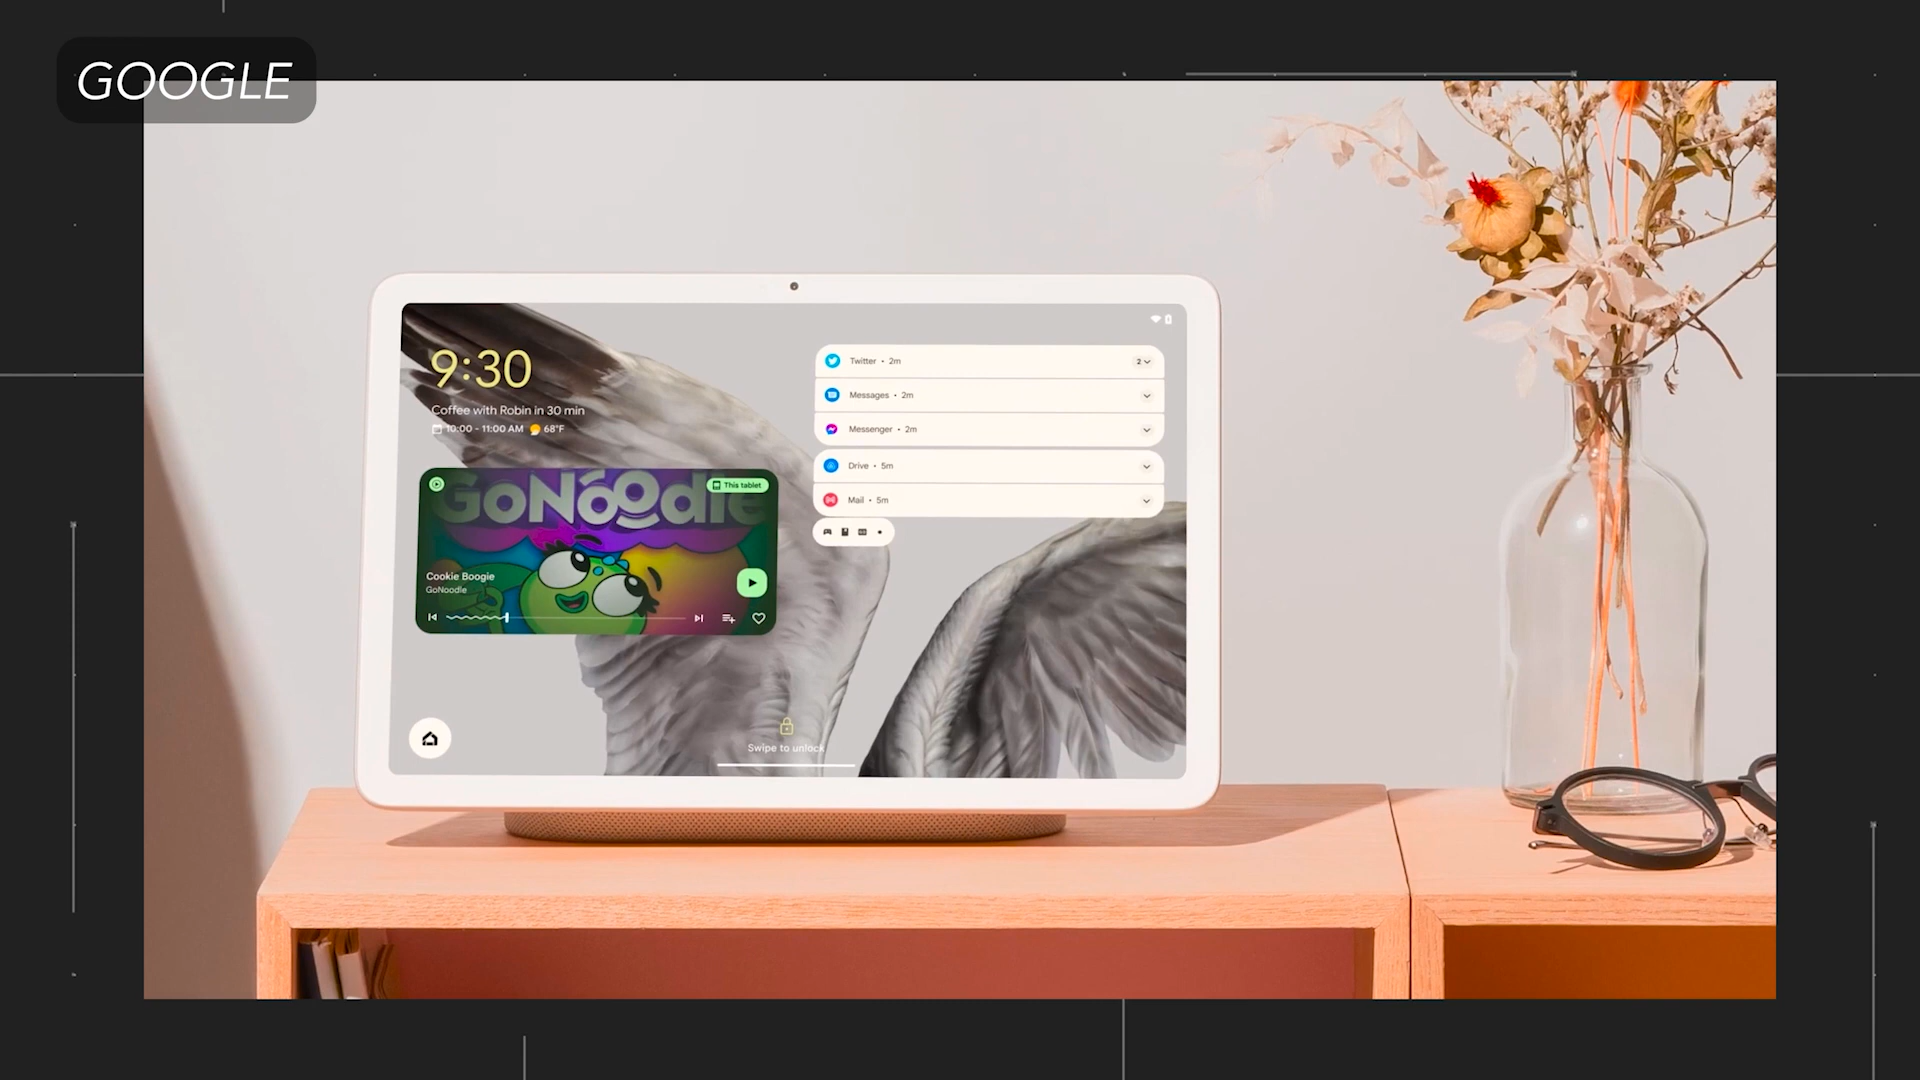 GOOGLE
9:30
Coffee with Robin in 30 min
10:00 - 11:00 AM 68°F
GoNoodle
This tablet
Cookie Boogie
GoNoodle
Twitter • 2m
2
Messages • 2m
Messenger • 2m
Drive • 5m
Mail • 5m
Swipe to unlock